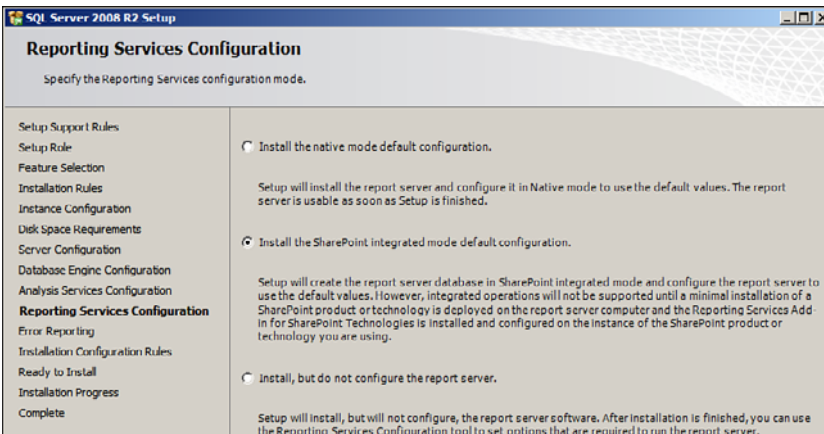 SQL Server 2008 R2 Setup
Reporting Services Configuration
Specify the Reporting Services configuration mode.
Setup Support Rules
Setup Role
Feature Selection
Installation Rules
Instance Configuration
Disk Space Requirements
Server Configuration
Database Engine Configuration
Analysis Services Configuration
Reporting Services Configuration
Error Reporting
Installation Configuration Rules
Ready to Install
Installation Progress
Complete
Install the native mode default configuration.
Setup will install the report server and configure it in Native mode to use the default values. The report
server is usable as soon as Setup is finished.
Install the SharePoint integrated mode default configuration.
Setup will create the report server database in SharePoint integrated mode and configure the report server to
use the default values. However, integrated operations will not be supported until a minimal installation of a
SharePoint product or technology is deployed on the report server computer and the Reporting Services Add-
in for SharePoint Technologies is installed and configured on the instance of the SharePoint product or
technology you are using.
Install, but do not configure the report server.
Setup will install, but will not configure, the report server software. After installation is finished, you can use
the Reporting Services Configuration tool to set options that are required to run the report server.